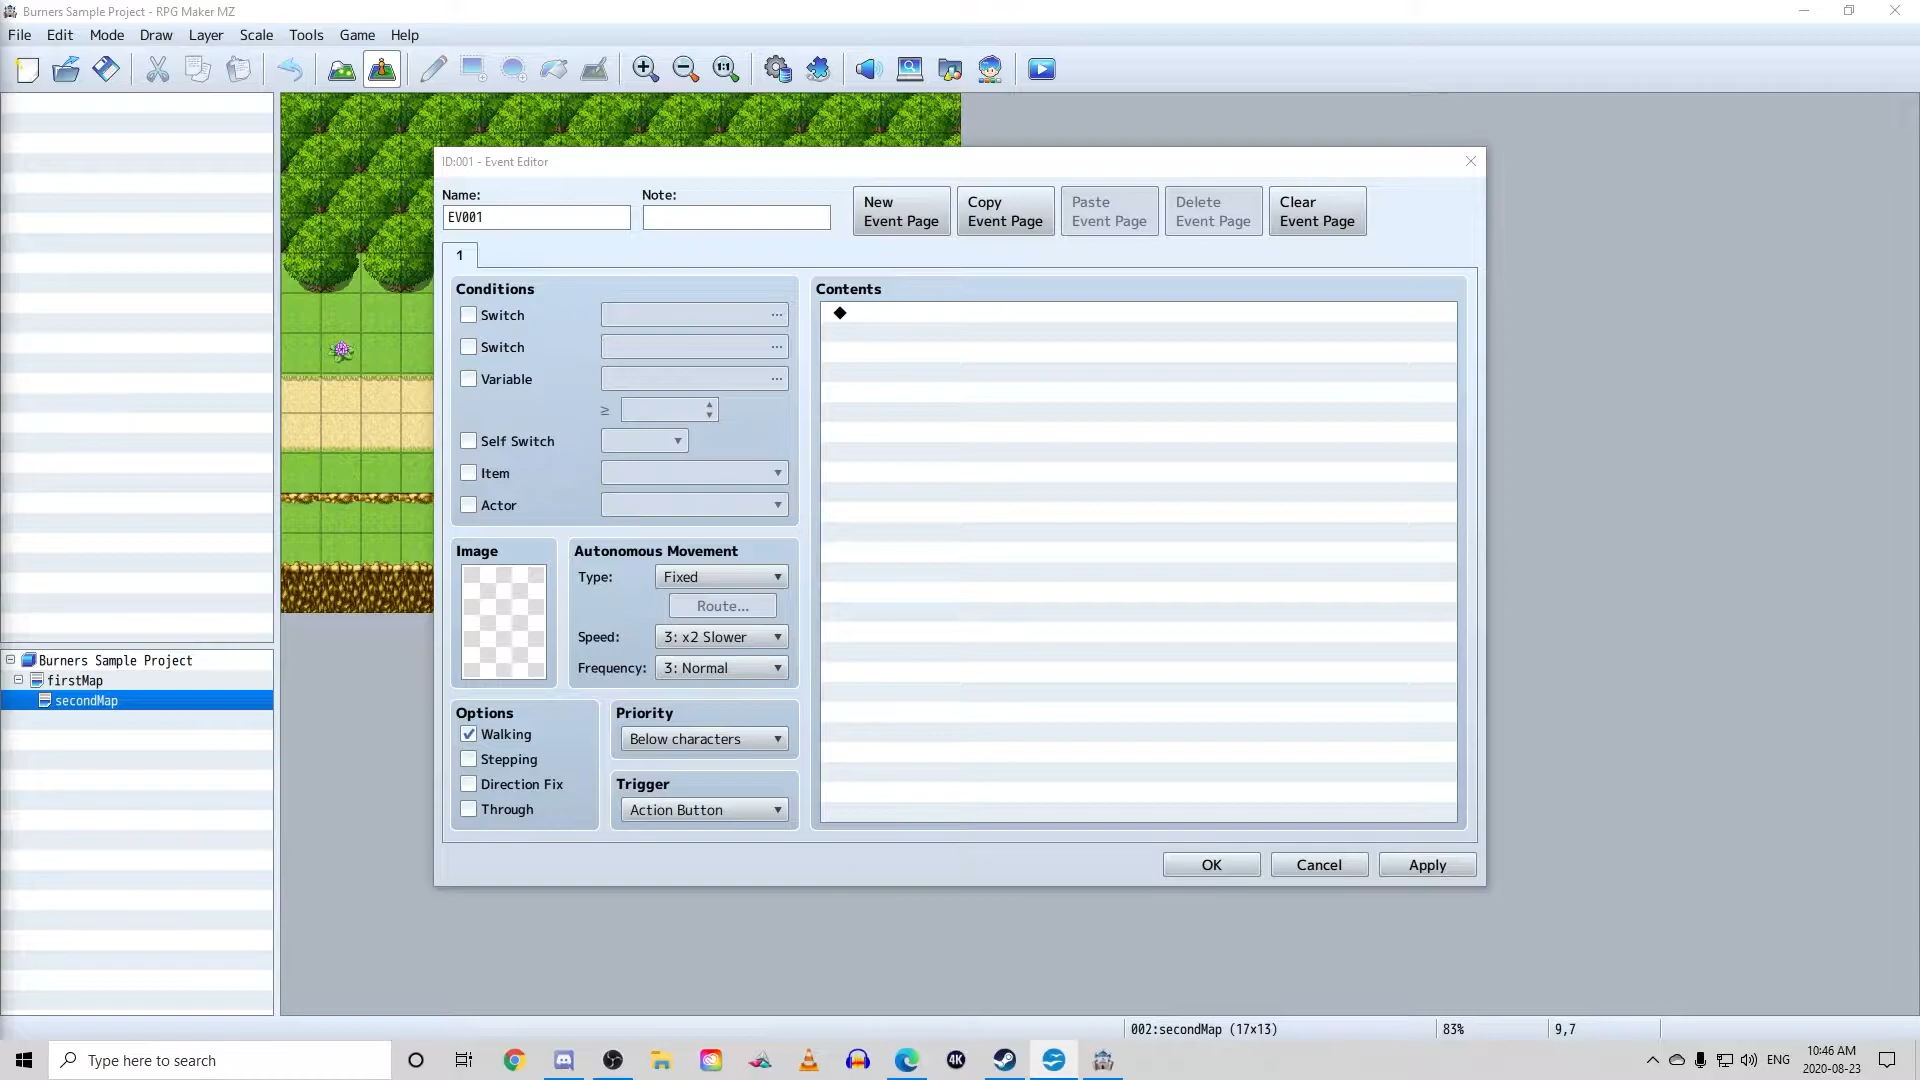 Burners Sample Project - RPG Maker MZ
File Edit Mode Draw Layer Scale Tools Game Help
1:1
ID:001 - Event Editor
Name: Note:
EV001
New Event Page
Copy Event Page
Paste Event Page
Delete Event Page
Clear Event Page
1
Conditions
Switch ...
Switch ...
Variable ...
≥
Self Switch
Item
Actor
Image
Autonomous Movement
Type: Fixed
Route...
Speed: 3: x2 Slower
Frequency: 3: Normal
Options
Walking
Stepping
Direction Fix
Through
Priority
Below characters
Trigger
Action Button
Contents
OK Cancel Apply
Burners Sample Project
firstMap
secondMap
002:secondMap (17x13) 83% 9,7
Type here to search
4K
ENG
10:46 AM
2020-08-23